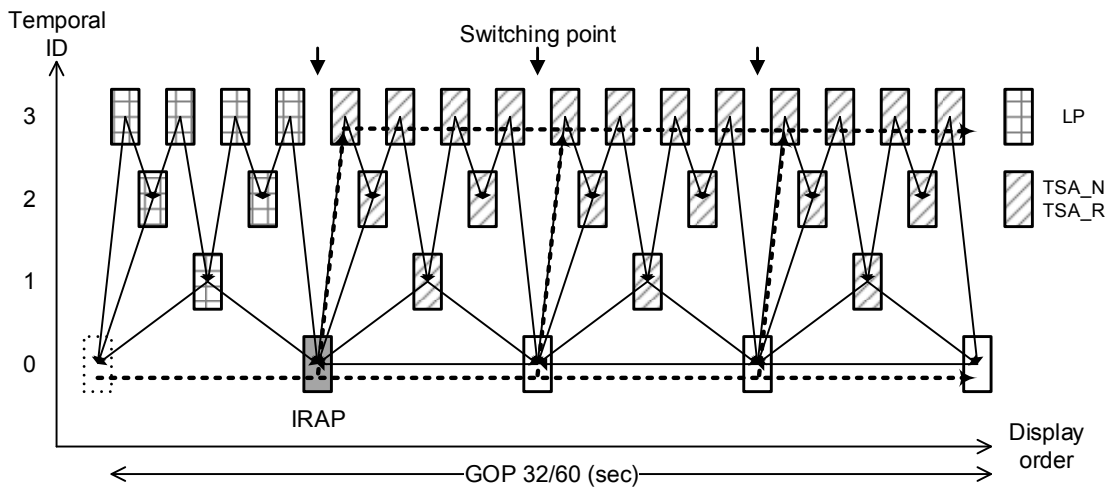 Temporal
ID
Switching point
3
LP
2
TSA_N
TSA_R
1
0
IRAP
Display
order
GOP 32/60 (sec)